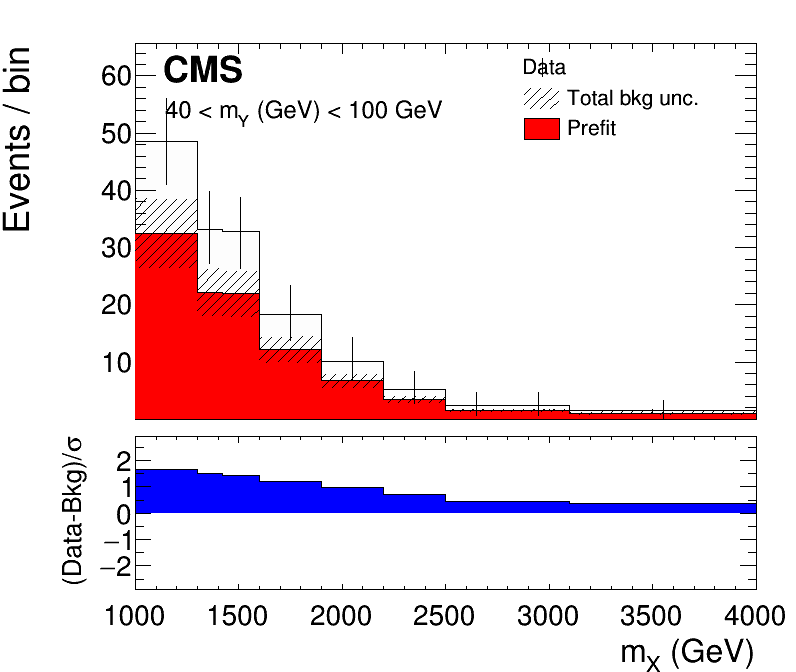 CMS
40 < mY (GeV) < 100 GeV
Data
Total bkg unc.
Prefit
Events / bin
60
50
40
30
20
10
(Data-Bkg)/σ
2
1
0
−1
−2
1000 1500 2000 2500 3000 3500 4000
mX (GeV)